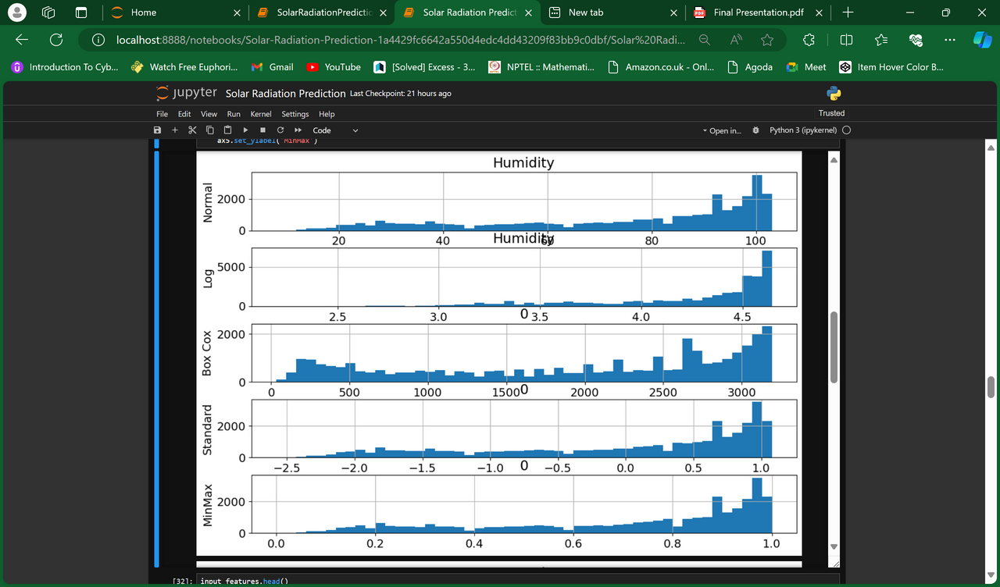 Home
SolarRadiationPredictic
Solar Radiation Predict
New tab
PDF Final Presentation.pdf
localhost:8888/notebooks/Solar-Radiation-Prediction-1a4429fc6642a550d4edc4dd43209f83bb9c0dbf/Solar%20Radi...
Introduction To Cyb...
Watch Free Euphori...
Gmail
YouTube
[Solved] Excess - 3...
NPTEL :: Mathemati...
Amazon.co.uk - Onl...
Agoda
Meet
Item Hover Color B...
jupyter Solar Radiation Prediction Last Checkpoint: 21 hours ago
File Edit View Run Kernel Settings Help
Trusted
Code
Open in...
Python 3 (ipykernel)
ax5.set_ylabel('MinMax')
Humidity
Normal
2000
0
20 40 60 80 100
Humidity
Log
5000
0
2.5 3.0 3.5 4.0 4.5
0
Box Cox
2000
0
0 500 1000 1500 2000 2500 3000
0
Standard
2000
0
−2.5 −2.0 −1.5 −1.0 −0.5 0.0 0.5 1.0
0
MinMax
2000
0
0.0 0.2 0.4 0.6 0.8 1.0
[32]: input_features.head()